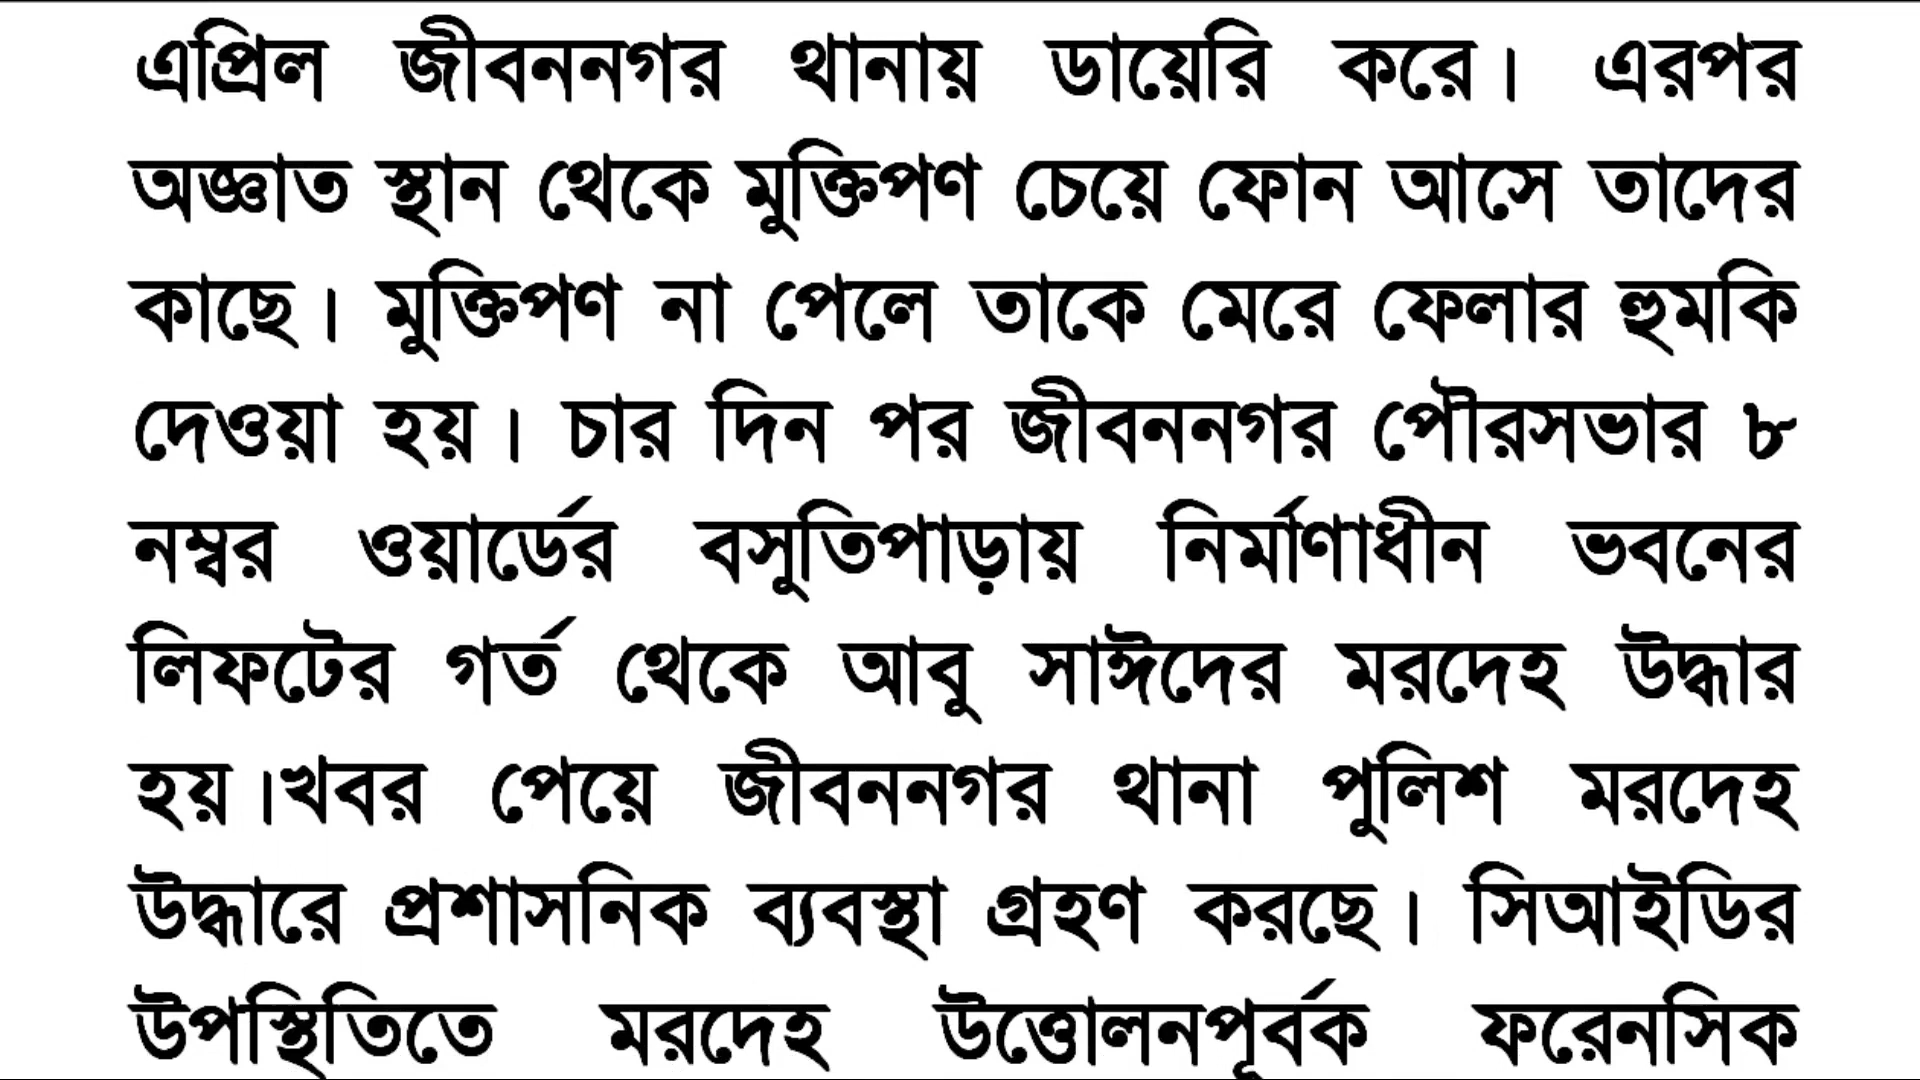 এপ্রিল জীবননগর থানায় ডায়েরি করে। এরপর
অজ্ঞাত স্থান থেকে মুক্তিপণ চেয়ে ফোন আসে তাদের
কাছে। মুক্তিপণ না পেলে তাকে মেরে ফেলার হুমকি
দেওয়া হয়। চার দিন পর জীবননগর পৌরসভার ৮
নম্বর ওয়ার্ডের বসুতিপাড়ায় নির্মাণাধীন ভবনের
লিফটের গর্ত থেকে আবু সাঈদের মরদেহ উদ্ধার
হয়।খবর পেয়ে জীবননগর থানা পুলিশ মরদেহ
উদ্ধারে প্রশাসনিক ব্যবস্থা গ্রহণ করছে। সিআইডির
উপস্থিতিতে মরদেহ উত্তোলনপূর্বক ফরেনসিক